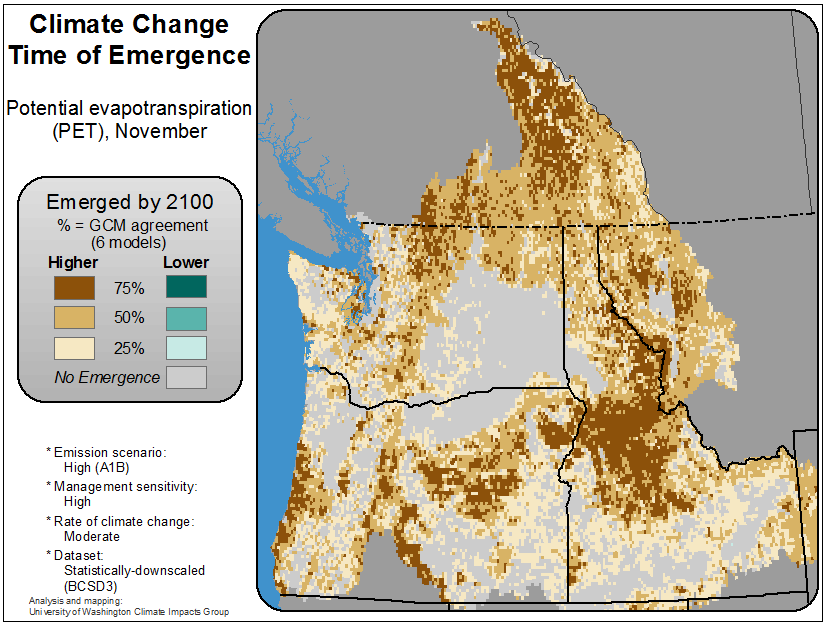 Climate Change
Time of Emergence
Potential evapotranspiration
(PET), November
Emerged by 2100
% = GCM agreement
(6 models)
Higher Lower
75%
50%
25%
No Emergence
* Emission scenario:
High (A1B)
* Management sensitivity:
High
* Rate of climate change:
Moderate
* Dataset:
Statistically-downscaled
(BCSD3)
Analysis and mapping:
University of Washington Climate Impacts Group